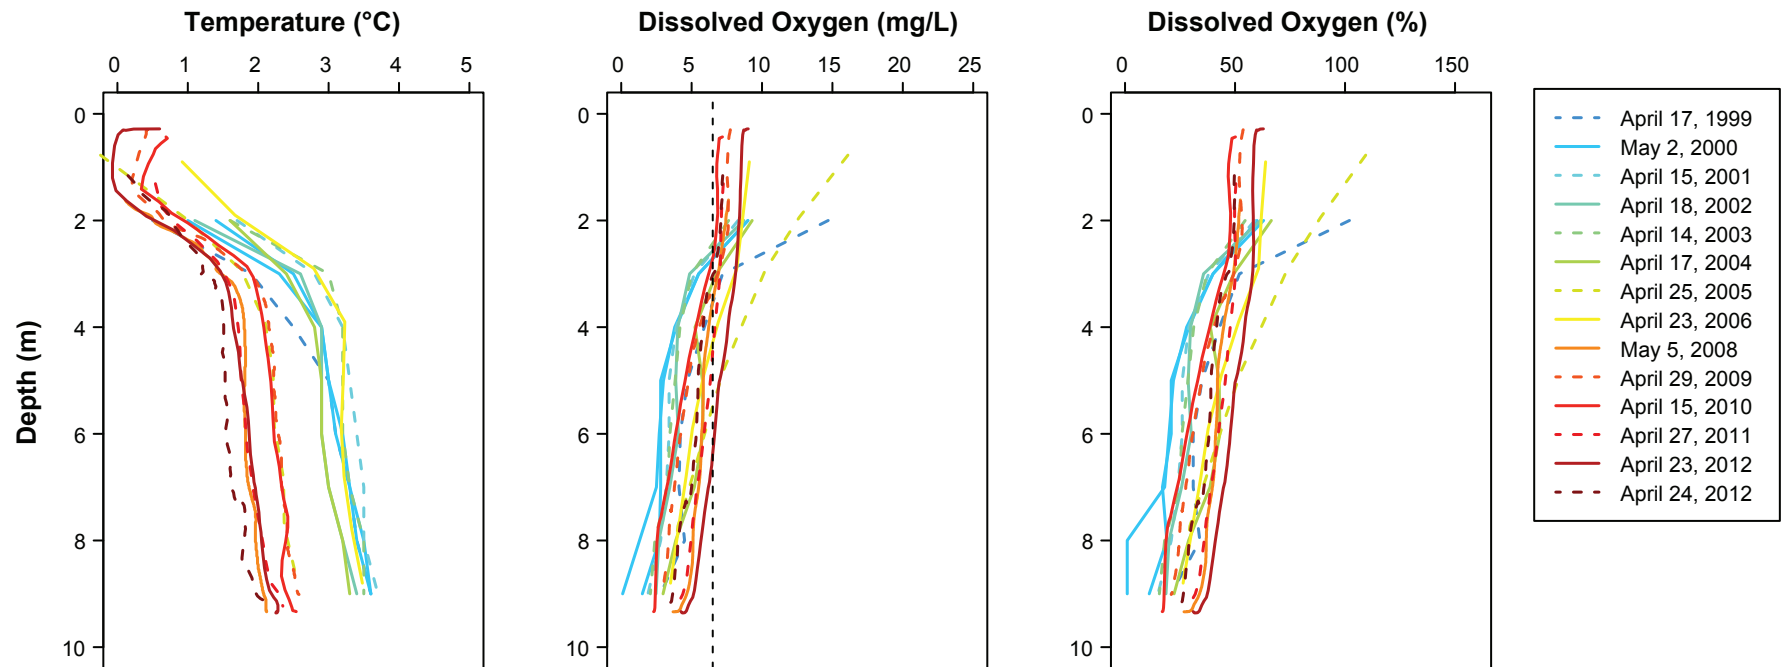 Temperature (°C)
Dissolved Oxygen (mg/L)
Dissolved Oxygen (%)
0 1 2 3 4 5
0 5 10 15 20 25
0 50 100 150
Depth (m)
0
2
4
6
8
10
0
2
4
6
8
10
0
2
4
6
8
10
April 17, 1999
May 2, 2000
April 15, 2001
April 18, 2002
April 14, 2003
April 17, 2004
April 25, 2005
April 23, 2006
May 5, 2008
April 29, 2009
April 15, 2010
April 27, 2011
April 23, 2012
April 24, 2012